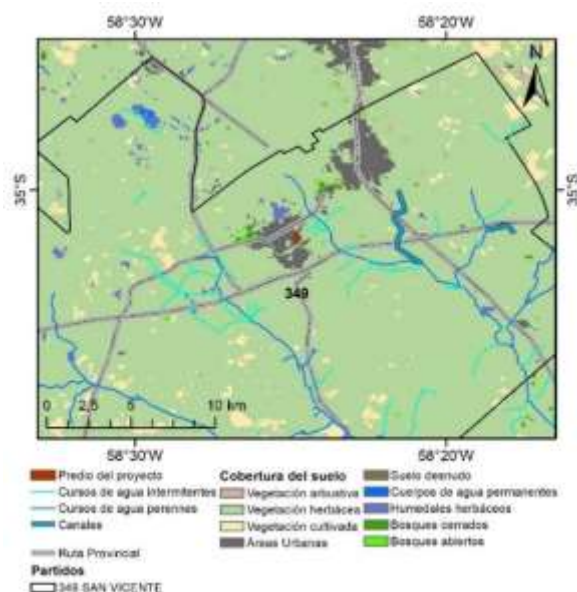 58°30'W 58°20'W
N
35°S 35°S
349
0 2,5 5 10 km
58°30'W 58°20'W
Predio del proyecto
Cursos de agua intermitentes
Cursos de agua perennes
Canales
Ruta Provincial
Partidos
349 SAN VICENTE
Cobertura del suelo
Vegetación arbustiva
Vegetación herbácea
Vegetación cultivada
Áreas Urbanas
Suelo desnudo
Cuerpos de agua permanentes
Humedales herbáceos
Bosques cerrados
Bosques abiertos